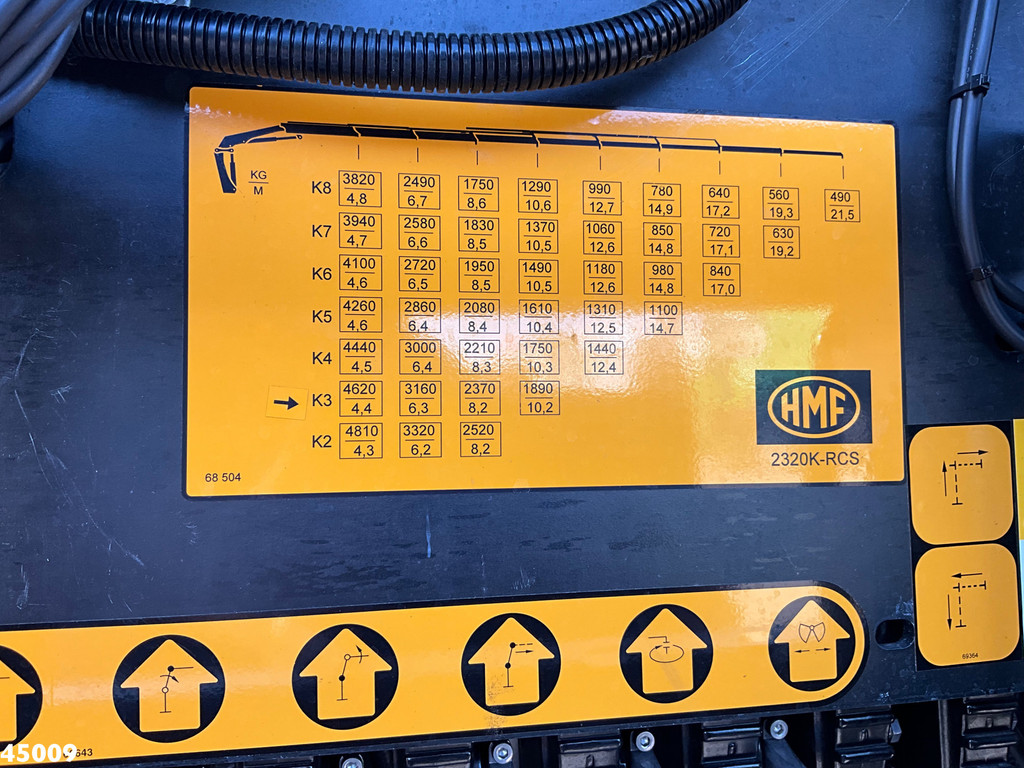 KG
M
K8 3820 2490 1750 1290 990 780 640 560 490
4,8 6,7 8,6 10,6 12,7 14,9 17,2 19,3 21,5
K7 3940 2580 1830 1370 1060 850 720 630
4,7 6,6 8,5 10,5 12,6 14,8 17,1 19,2
K6 4100 2720 1950 1490 1180 980 840
4,6 6,5 8,5 10,5 12,6 14,8 17,0
K5 4260 2860 2080 1610 1310 1100
4,6 6,4 8,4 10,4 12,5 14,7
K4 4440 3000 2210 1750 1440
4,5 6,4 8,3 10,3 12,4
K3 4620 3160 2370 1890
4,4 6,3 8,2 10,2
K2 4810 3320 2520
4,3 6,2 8,2
HMF
2320K-RCS
68 504
69364
45009